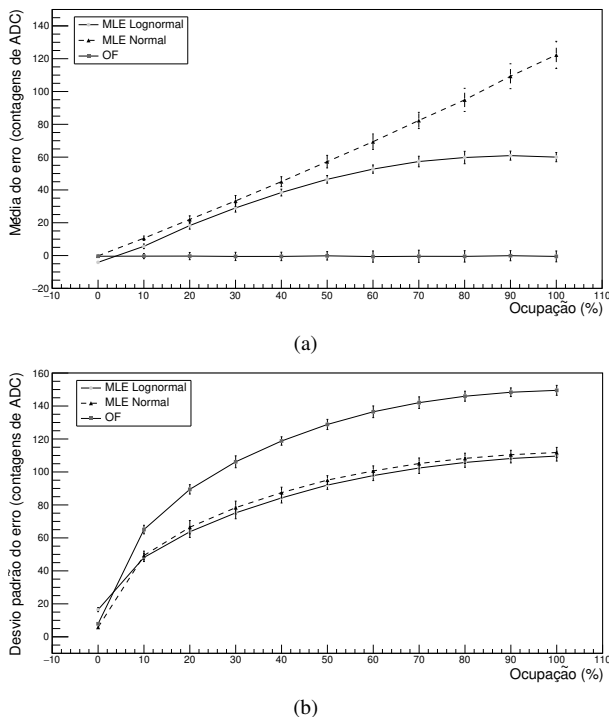 Média do erro (contagens de ADC)
140
120
100
80
60
40
20
0
−20
MLE Lognormal
MLE Normal
OF
−10 0 10 20 30 40 50 60 70 80 90 100 110
Ocupação (%)
(a)
Desvio padrão do erro (contagens de ADC)
160
140
120
100
80
60
40
20
0
MLE Lognormal
MLE Normal
OF
−10 0 10 20 30 40 50 60 70 80 90 100 110
Ocupação (%)
(b)